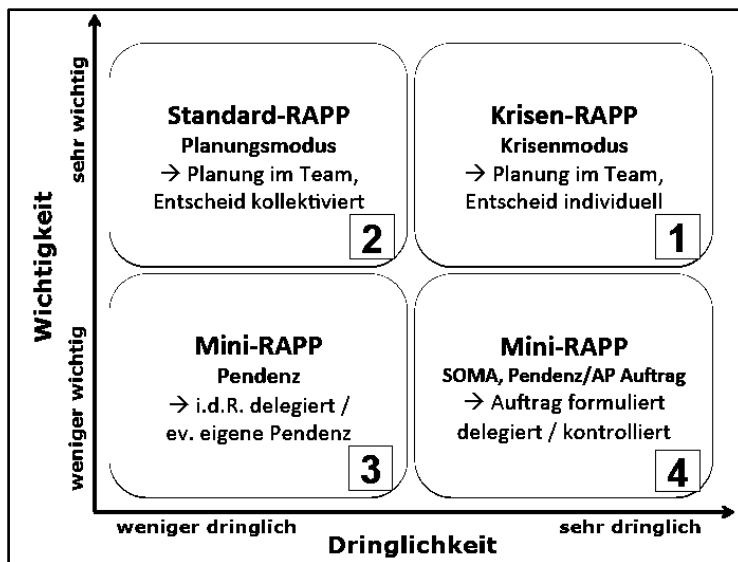 Wichtigkeit
sehr wichtig
weniger wichtig
Standard-RAPP
Planungsmodus
→ Planung im Team,
Entscheid kollektiviert
2
Krisen-RAPP
Krisenmodus
→ Planung im Team,
Entscheid individuell
1
Mini-RAPP
Pendenz
→ i.d.R. delegiert /
ev. eigene Pendenz
3
Mini-RAPP
SOMA, Pendenz/AP Auftrag
→ Auftrag formuliert
delegiert / kontrolliert
4
weniger dringlich
sehr dringlich
Dringlichkeit